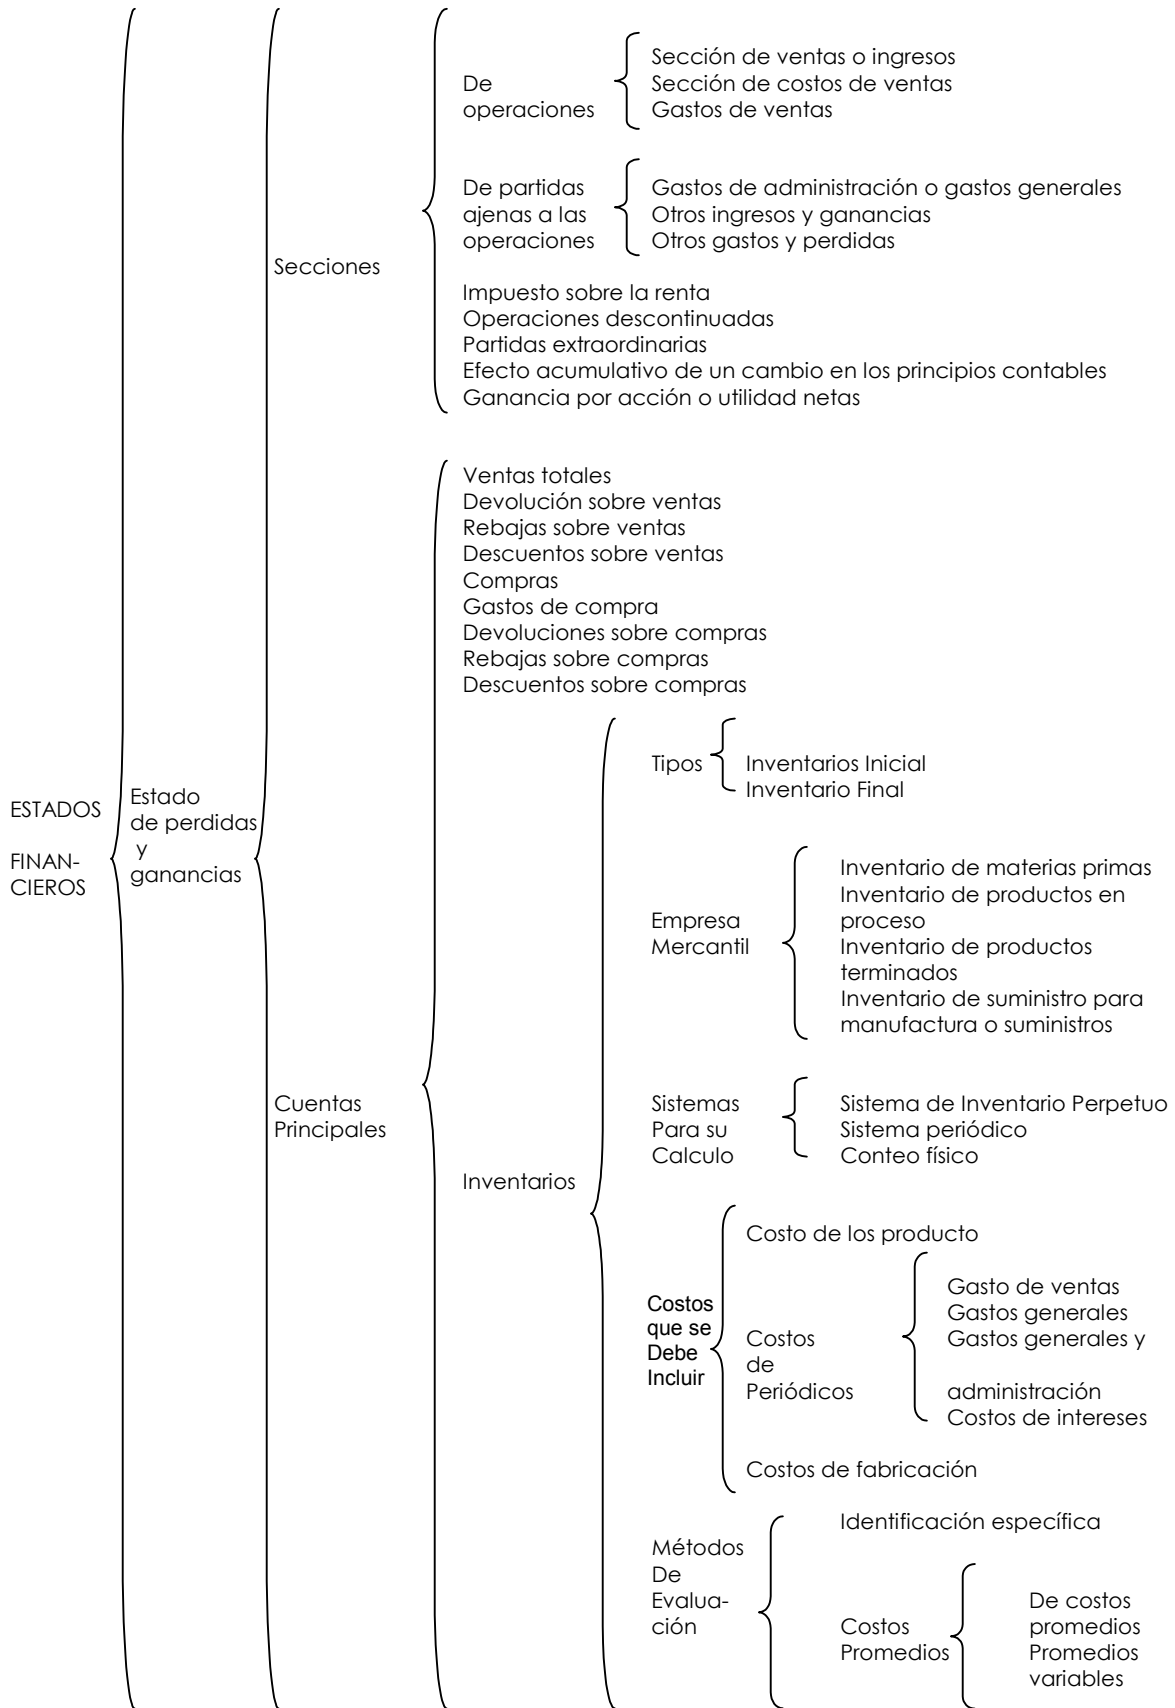 ESTADOS
FINAN-
CIEROS
Estado
de perdidas
y
ganancias
Secciones
De
operaciones
Sección de ventas o ingresos
Sección de costos de ventas
Gastos de ventas
De partidas
ajenas a las
operaciones
Gastos de administración o gastos generales
Otros ingresos y ganancias
Otros gastos y perdidas
Impuesto sobre la renta
Operaciones descontinuadas
Partidas extraordinarias
Efecto acumulativo de un cambio en los principios contables
Ganancia por acción o utilidad netas
Cuentas
Principales
Ventas totales
Devolución sobre ventas
Rebajas sobre ventas
Descuentos sobre ventas
Compras
Gastos de compra
Devoluciones sobre compras
Rebajas sobre compras
Descuentos sobre compras
Inventarios
Tipos
Inventarios Inicial
Inventario Final
Empresa
Mercantil
Inventario de materias primas
Inventario de productos en
proceso
Inventario de productos
terminados
Inventario de suministro para
manufactura o suministros
Sistemas
Para su
Calculo
Sistema de Inventario Perpetuo
Sistema periódico
Conteo físico
Costos
que se
Debe
Incluir
Costo de los producto
Costos
de
Periódicos
Gasto de ventas
Gastos generales
Gastos generales y
administración
Costos de intereses
Costos de fabricación
Métodos
De
Evalua-
ción
Identificación específica
Costos
Promedios
De costos
promedios
Promedios
variables